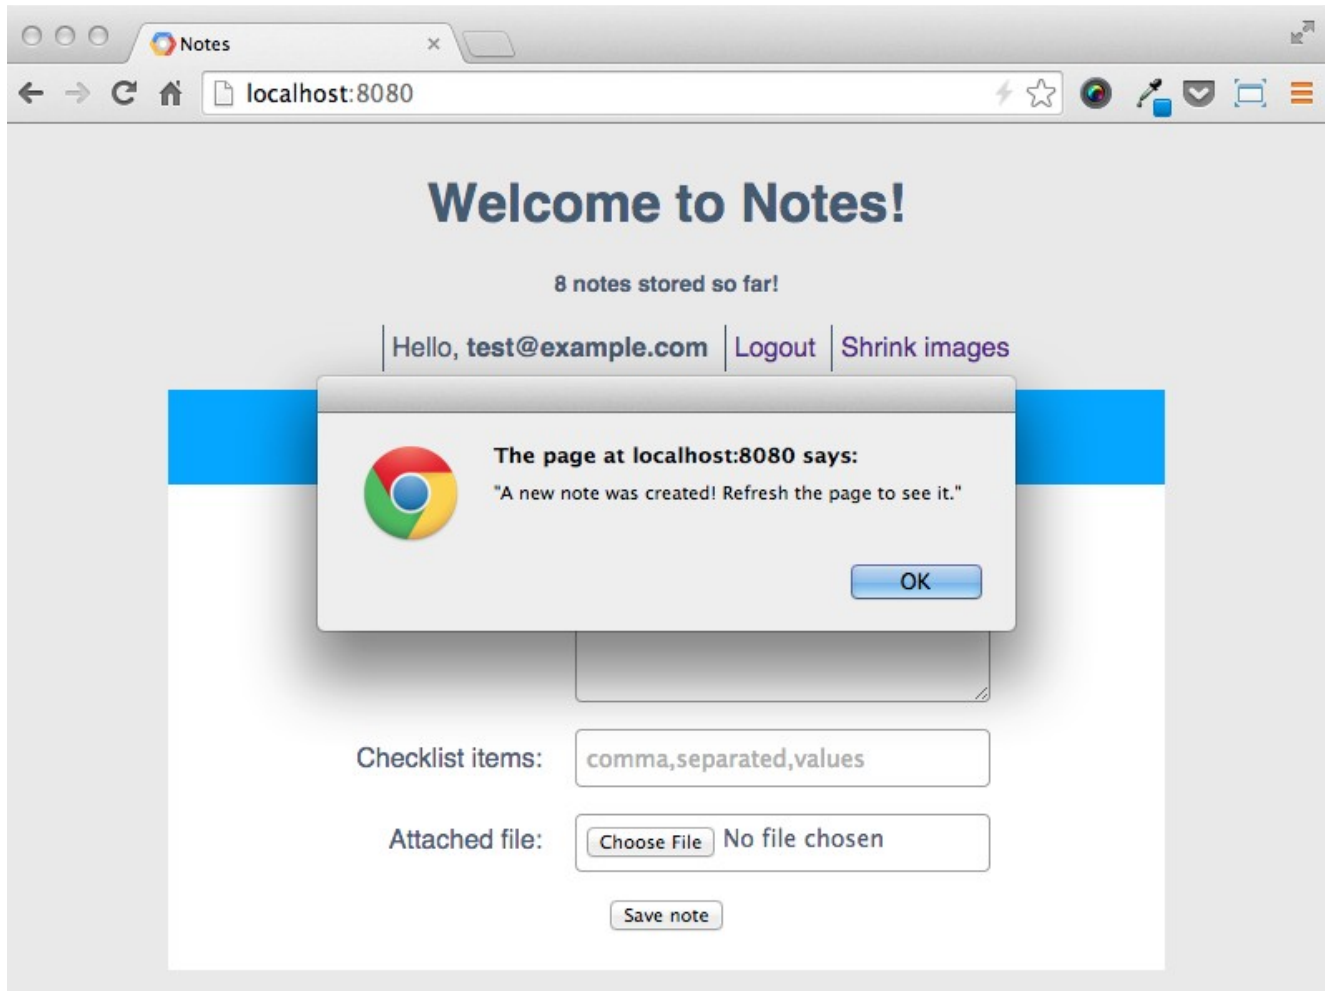 Notes
localhost:8080
Welcome to Notes!
8 notes stored so far!
Hello, test@example.com Logout Shrink images
The page at localhost:8080 says:
"A new note was created! Refresh the page to see it."
OK
Checklist items: comma,separated,values
Attached file: Choose File No file chosen
Save note